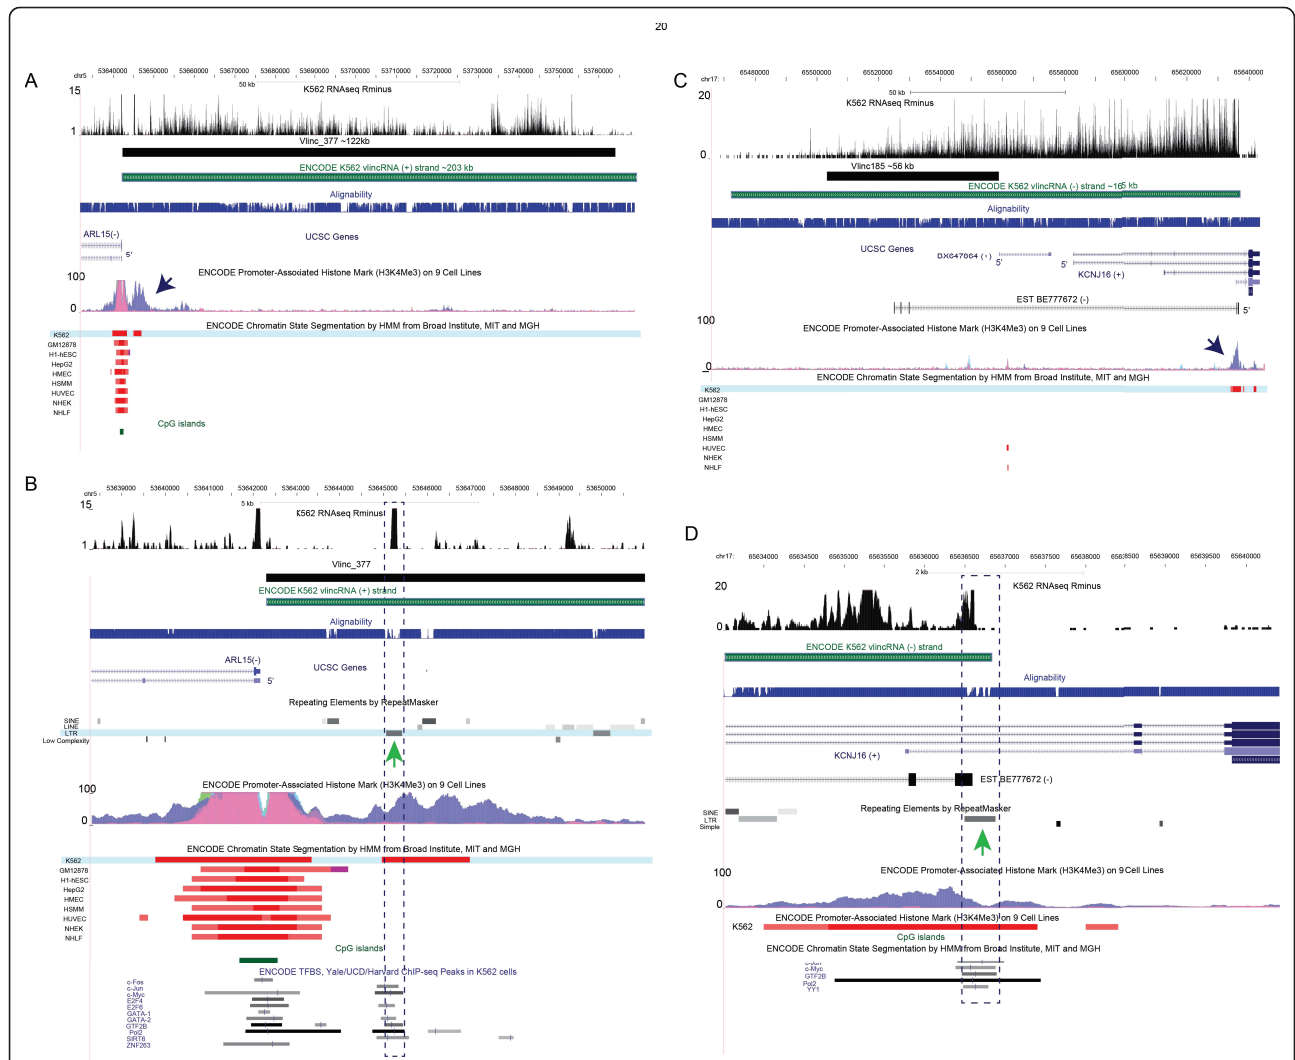 20
A
chr5
53640000 53650000 53660000 53670000 53680000 53690000 53700000 53710000 53720000 53730000 53740000 53750000 53760000
50 kb
K562 RNAseq Rminus
15
1
Vlinc_377 ~122kb
ENCODE K562 vlincRNA (+) strand ~203 kb
Alignability
ARL15(-)
UCSC Genes
5'
ENCODE Promoter-Associated Histone Mark (H3K4Me3) on 9 Cell Lines
100
0
ENCODE Chromatin State Segmentation by HMM from Broad Institute, MIT and MGH
K562
GM12878
H1-hESC
HepG2
HMEC
HSMM
HUVEC
NHEK
NHLF
CpG islands
B
chr5
53639000 53640000 53641000 53642000 53643000 53644000 53645000 53646000 53647000 53648000 53649000 53650000
5 kb
K562 RNAseq Rminus
15
1
Vlinc_377
ENCODE K562 vlincRNA (+) strand
Alignability
ARL15(-)
UCSC Genes
5'
Repeating Elements by RepeatMasker
SINE
LINE
LTR
Low Complexity
ENCODE Promoter-Associated Histone Mark (H3K4Me3) on 9 Cell Lines
100
0
ENCODE Chromatin State Segmentation by HMM from Broad Institute, MIT and MGH
K562
GM12878
H1-hESC
HepG2
HMEC
HSMM
HUVEC
NHEK
NHLF
CpG islands
ENCODE TFBS, Yale/UCD/Harvard ChIP-seq Peaks in K562 cells
c-Fos
c-Jun
c-Myc
E2F4
E2F6
GATA-1
GATA-2
GTF2B
Pol2
SIRT6
ZNF263
C
chr17:
65480000 65500000 65520000 65540000 65560000 65580000 65600000 65620000 65640000
50 kb
K562 RNAseq Rminus
20
0
Vlinc185 ~56 kb
ENCODE K562 vlincRNA (-) strand ~165 kb
Alignability
UCSC Genes
DX647064 (+)
5'
5'
KCNJ16 (+)
EST BE777672 (-)
5'
100
ENCODE Promoter-Associated Histone Mark (H3K4Me3) on 9 Cell Lines
0
ENCODE Chromatin State Segmentation by HMM from Broad Institute, MIT and MGH
K562
GM12878
H1-hESC
HepG2
HMEC
HSMM
HUVEC
NHEK
NHLF
D
chr17:
65634000 65634500 65635000 65635500 65636000 65636500 65637000 65637500 65638000 65638500 65639000 65639500 65640000
2 kb
K562 RNAseq Rminus
20
0
ENCODE K562 vlincRNA (-) strand
Alignability
KCNJ16 (+)
EST BE777672 (-)
Repeating Elements by RepeatMasker
SINE
LTR
Simple
ENCODE Promoter-Associated Histone Mark (H3K4Me3) on 9 Cell Lines
100
0
ENCODE Promoter-Associated Histone Mark (H3K4Me3) on 9 Cell Lines
K562
CpG islands
ENCODE Chromatin State Segmentation by HMM from Broad Institute, MIT and MGH
c-Jun
c-Myc
GTF2B
Pol2
YY1